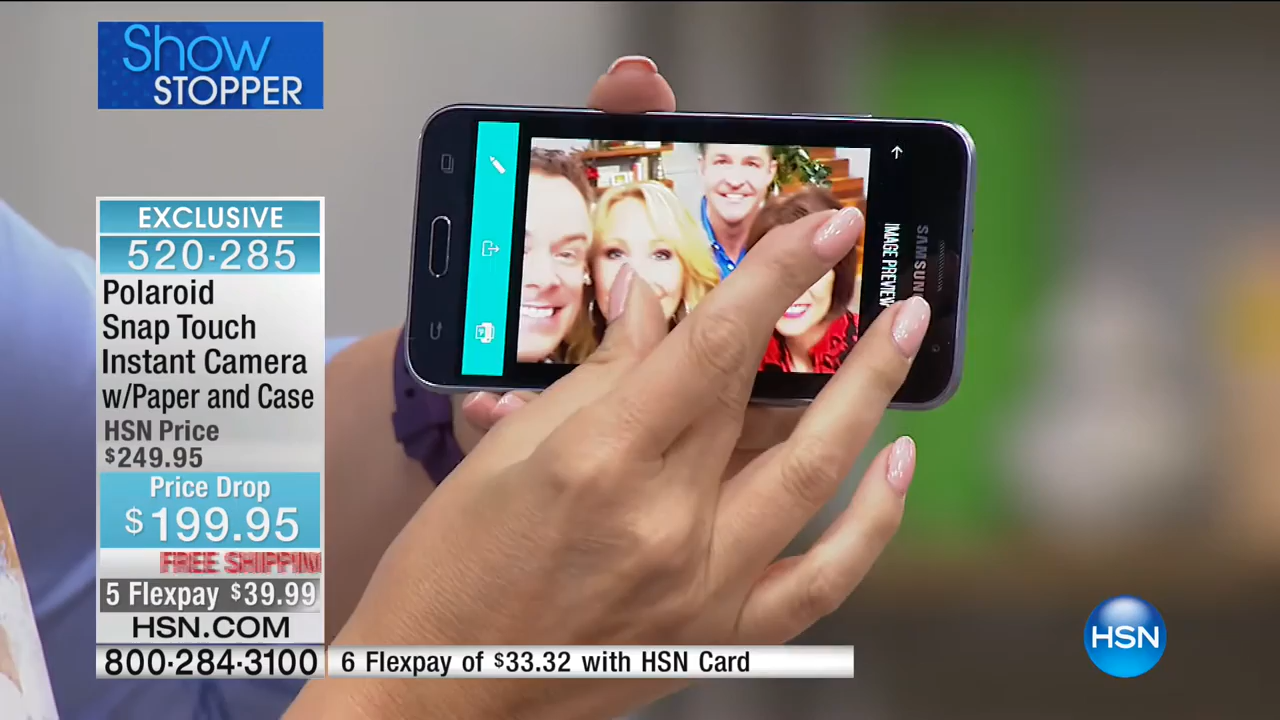 Show
STOPPER
EXCLUSIVE
520·285
Polaroid
Snap Touch
Instant Camera
w/Paper and Case
HSN Price
$249.95
Price Drop
$199.95
FREE SHIPPIN
5 Flexpay $39.99
HSN.COM
800·284·3100
6 Flexpay of $33.32 with HSN Card
IMAGE PREVIEW
SAMSUN
HSN